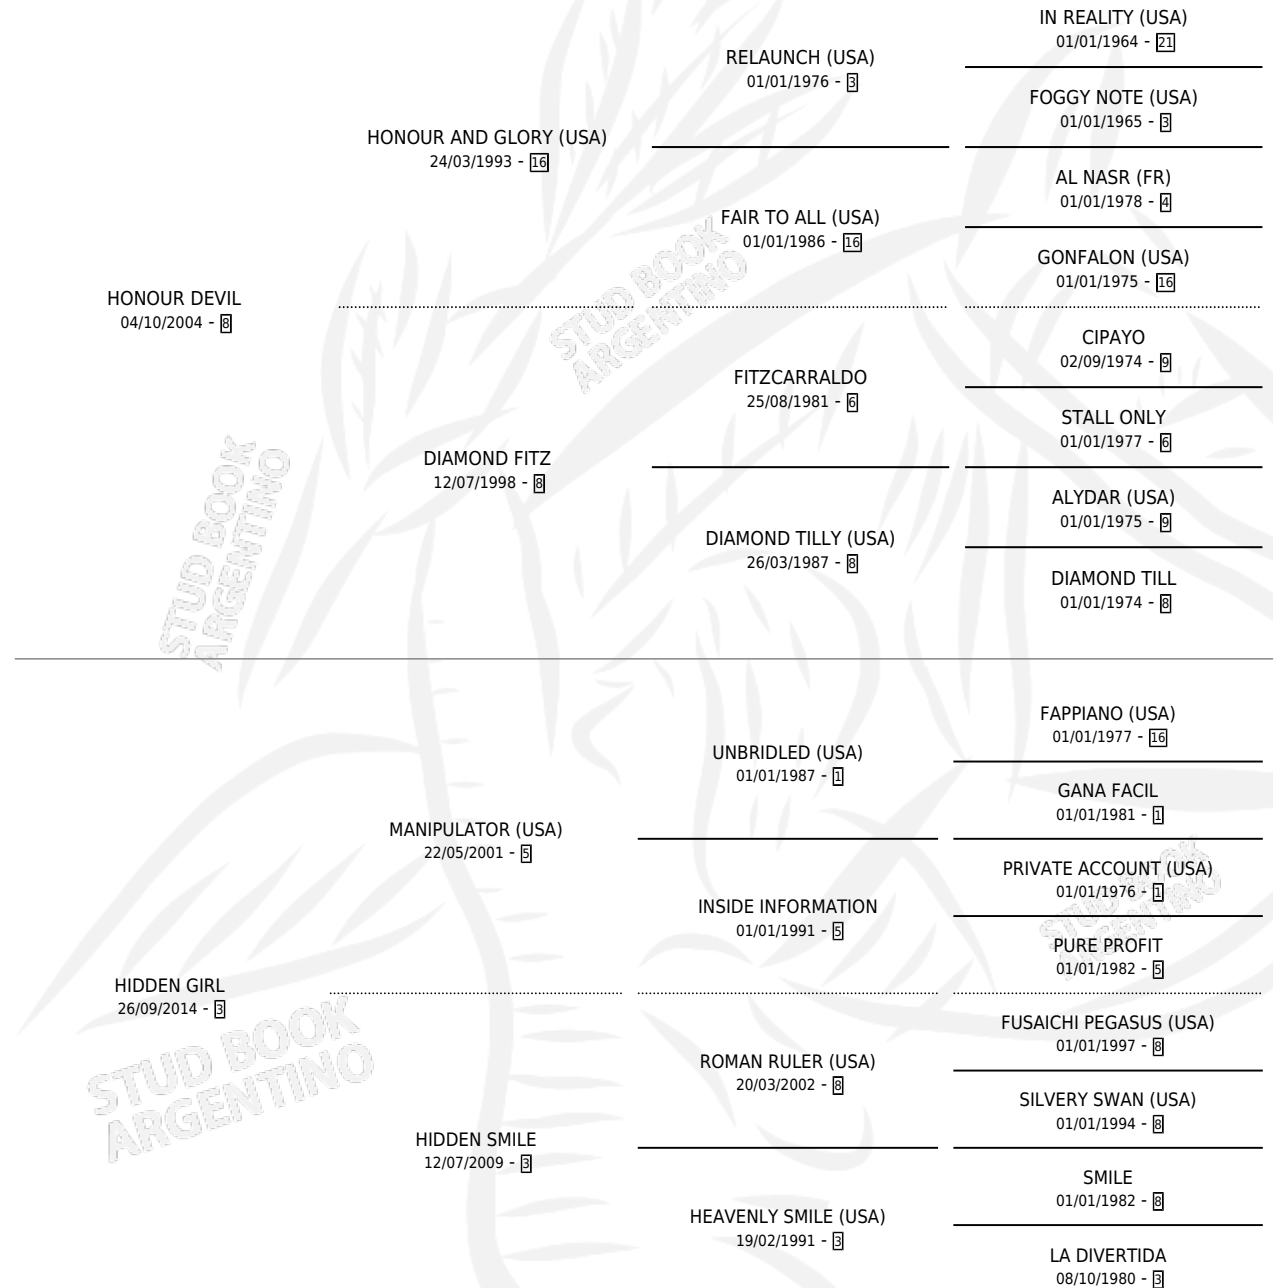 IN REALITY (USA)
01/01/1964 - 21
RELAUNCH (USA)
01/01/1976 - 3
FOGGY NOTE (USA)
01/01/1965 - 3
HONOUR AND GLORY (USA)
24/03/1993 - 16
AL NASR (FR)
01/01/1978 - 4
FAIR TO ALL (USA)
01/01/1986 - 16
GONFALON (USA)
01/01/1975 - 16
HONOUR DEVIL
04/10/2004 - 8
STUD BOOK
ARGENTINO
CIPAYO
02/09/1974 - 9
FITZCARRALDO
25/08/1981 - 6
STALL ONLY
01/01/1977 - 6
DIAMOND FITZ
12/07/1998 - 8
ALYDAR (USA)
01/01/1975 - 9
DIAMOND TILLY (USA)
26/03/1987 - 8
DIAMOND TILL
01/01/1974 - 8
STUD BOOK
ARGENTINO
FAPPIANO (USA)
01/01/1977 - 16
UNBRIDLED (USA)
01/01/1987 - 1
GANA FACIL
01/01/1981 - 1
MANIPULATOR (USA)
22/05/2001 - 5
PRIVATE ACCOUNT (USA)
01/01/1976 - 1
INSIDE INFORMATION
01/01/1991 - 5
STUD BOOK
ARGENTINO
PURE PROFIT
01/01/1982 - 5
HIDDEN GIRL
26/09/2014 - 3
FUSAICHI PEGASUS (USA)
01/01/1997 - 8
ROMAN RULER (USA)
20/03/2002 - 8
STUD BOOK
ARGENTINO
SILVERY SWAN (USA)
01/01/1994 - 8
HIDDEN SMILE
12/07/2009 - 3
SMILE
01/01/1982 - 8
HEAVENLY SMILE (USA)
19/02/1991 - 3
LA DIVERTIDA
08/10/1980 - 3